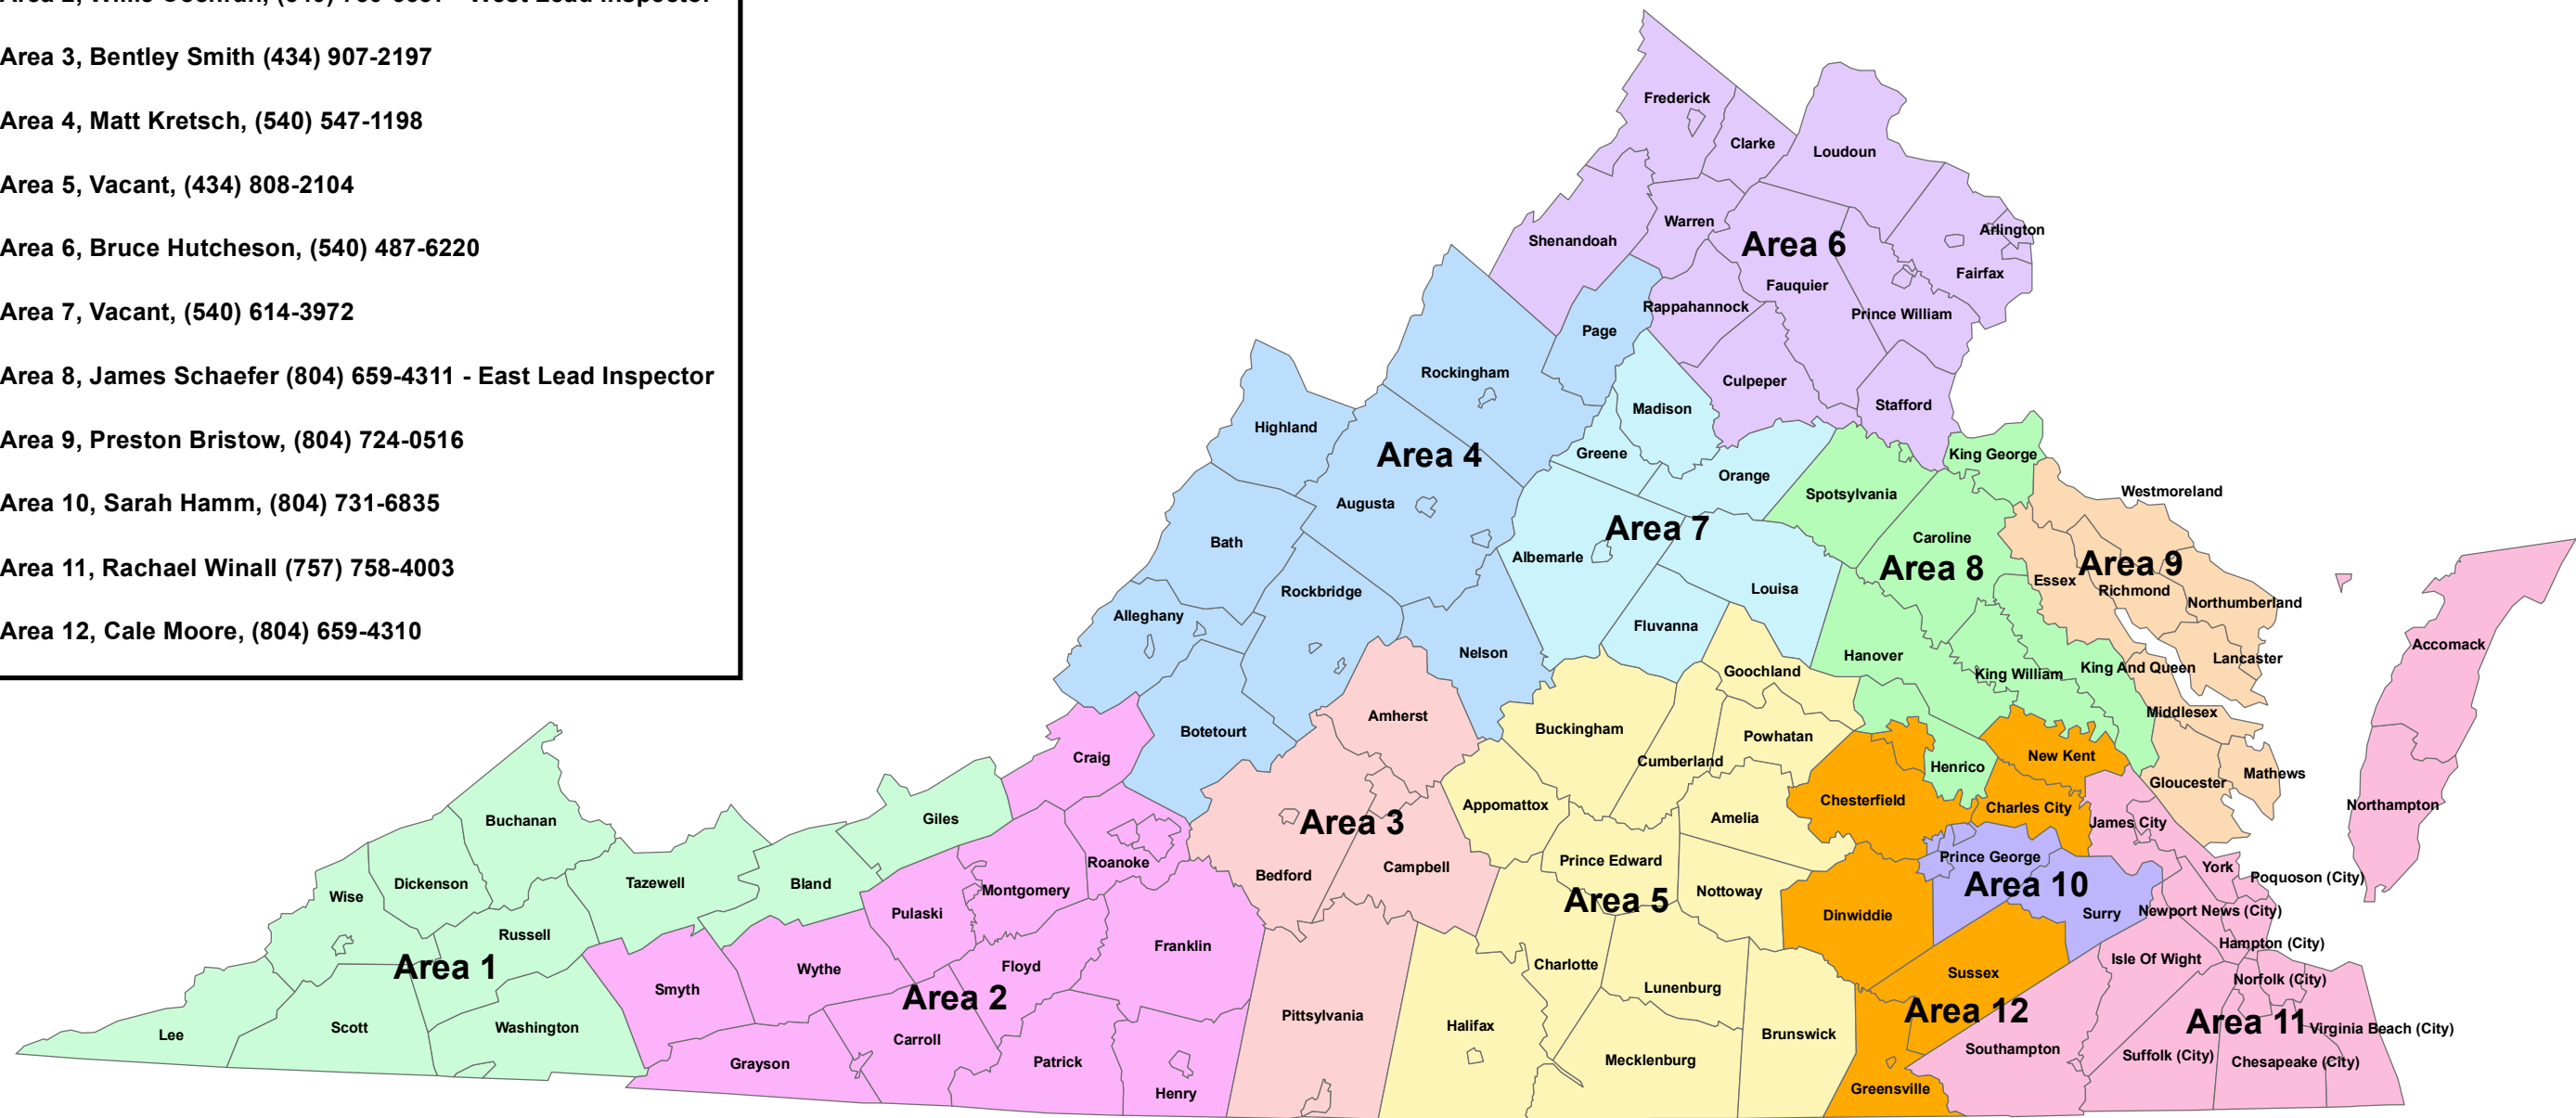 Area 3, Bentley Smith (434) 907-2197
Area 4, Matt Kretsch, (540) 547-1198
Area 5, Vacant, (434) 808-2104
Area 6, Bruce Hutcheson, (540) 487-6220
Area 7, Vacant, (540) 614-3972
Area 8, James Schaefer (804) 659-4311 - East Lead Inspector
Area 9, Preston Bristow, (804) 724-0516
Area 10, Sarah Hamm, (804) 731-6835
Area 11, Rachael Winall (757) 758-4003
Area 12, Cale Moore, (804) 659-4310
Frederick
Clarke
Loudoun
Warren
Shenandoah
Area 6
Arlington
Fairfax
Fauquier
Rappahannock
Prince William
Page
Rockingham
Culpeper
Stafford
Madison
Highland
Area 4
Greene
King George
Orange
Spotsylvania
Westmoreland
Augusta
Area 7
Caroline
Bath
Albemarle
Area 8
Area 9
Essex
Richmond
Rockbridge
Louisa
Northumberland
Alleghany
Fluvanna
Accomack
Nelson
Hanover
Lancaster
Goochland
King William
King And Queen
Amherst
Middlesex
Botetourt
Buckingham
Powhatan
Craig
Cumberland
New Kent
Henrico
Mathews
Gloucester
Chesterfield
Charles City
Appomattox
Northampton
Buchanan
Giles
Area 3
Amelia
James City
Roanoke
Prince Edward
Prince George
Campbell
York
Bedford
Poquoson (City)
Dickenson
Tazewell
Bland
Montgomery
Nottoway
Area 10
Wise
Area 5
Pulaski
Dinwiddie
Surry
Newport News (City)
Russell
Franklin
Hampton (City)
Area 1
Wythe
Floyd
Charlotte
Isle Of Wight
Sussex
Norfolk (City)
Smyth
Area 2
Lunenburg
Area 12
Pittsylvania
Halifax
Area 11
Virginia Beach (City)
Lee
Scott
Washington
Carroll
Brunswick
Southampton
Grayson
Patrick
Mecklenburg
Suffolk (City)
Chesapeake (City)
Henry
Greensville